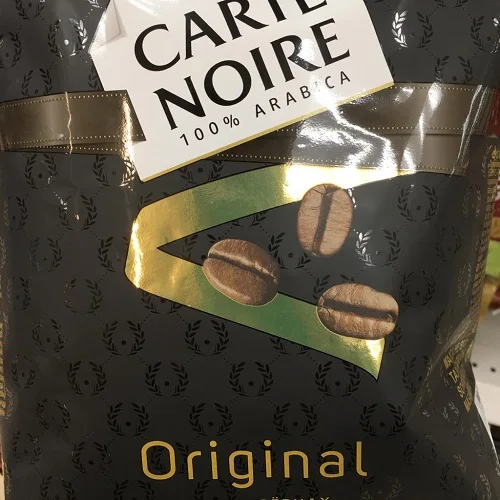 CARTE
NOIRE
100% ARABICA
Original